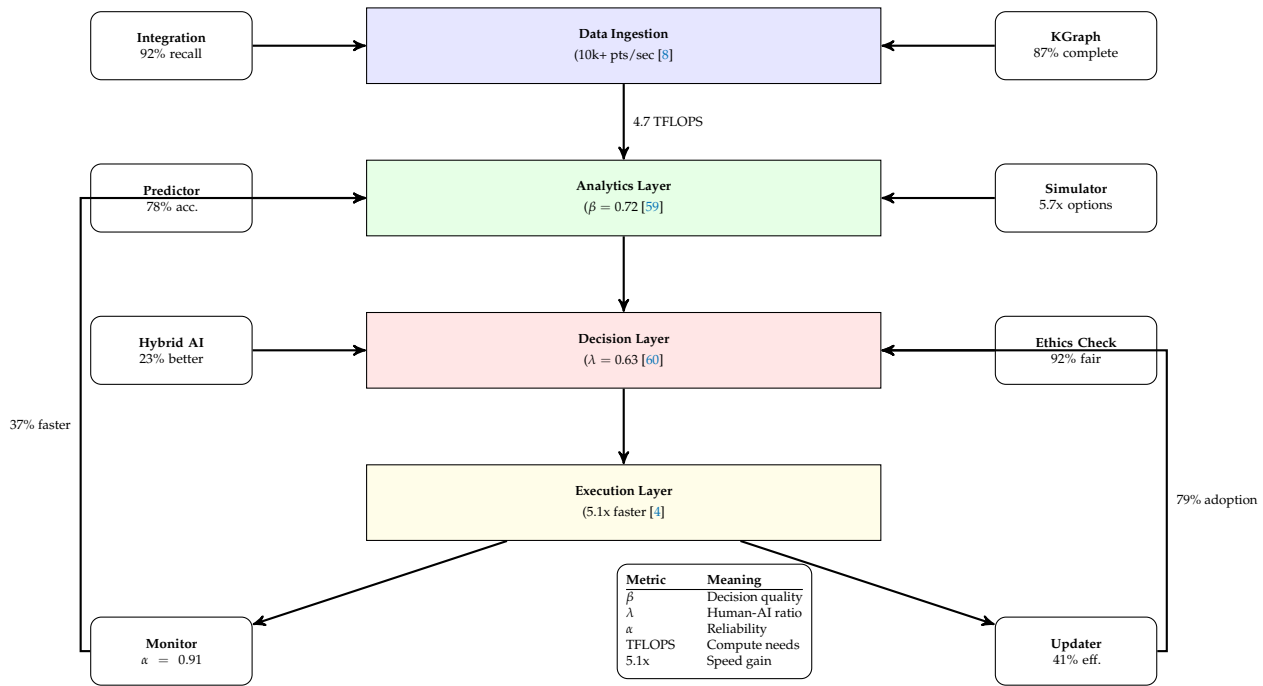 Integration
92% recall
Data Ingestion
(10k+ pts/sec [8]
KGraph
87% complete
4.7 TFLOPS
Predictor
78% acc.
Analytics Layer
(β = 0.72 [59]
Simulator
5.7x options
Hybrid AI
23% better
Decision Layer
(λ = 0.63 [60]
Ethics Check
92% fair
37% faster
Execution Layer
(5.1x faster [4]
79% adoption
Monitor
α = 0.91
Metric Meaning
β Decision quality
λ Human-AI ratio
α Reliability
TFLOPS Compute needs
5.1x Speed gain
Updater
41% eff.